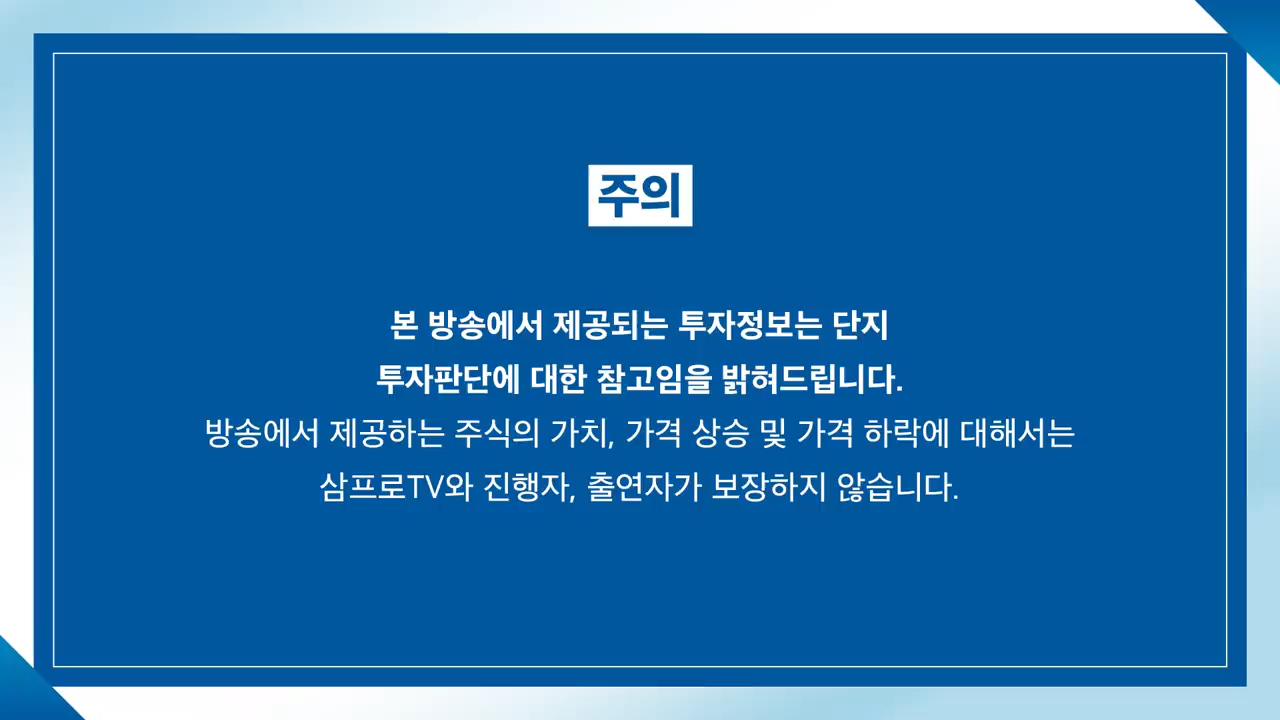 주의
본 방송에서 제공되는 투자정보는 단지
투자판단에 대한 참고임을 밝혀드립니다.
방송에서 제공하는 주식의 가치, 가격 상승 및 가격 하락에 대해서는
삼프로TV와 진행자, 출연자가 보장하지 않습니다.